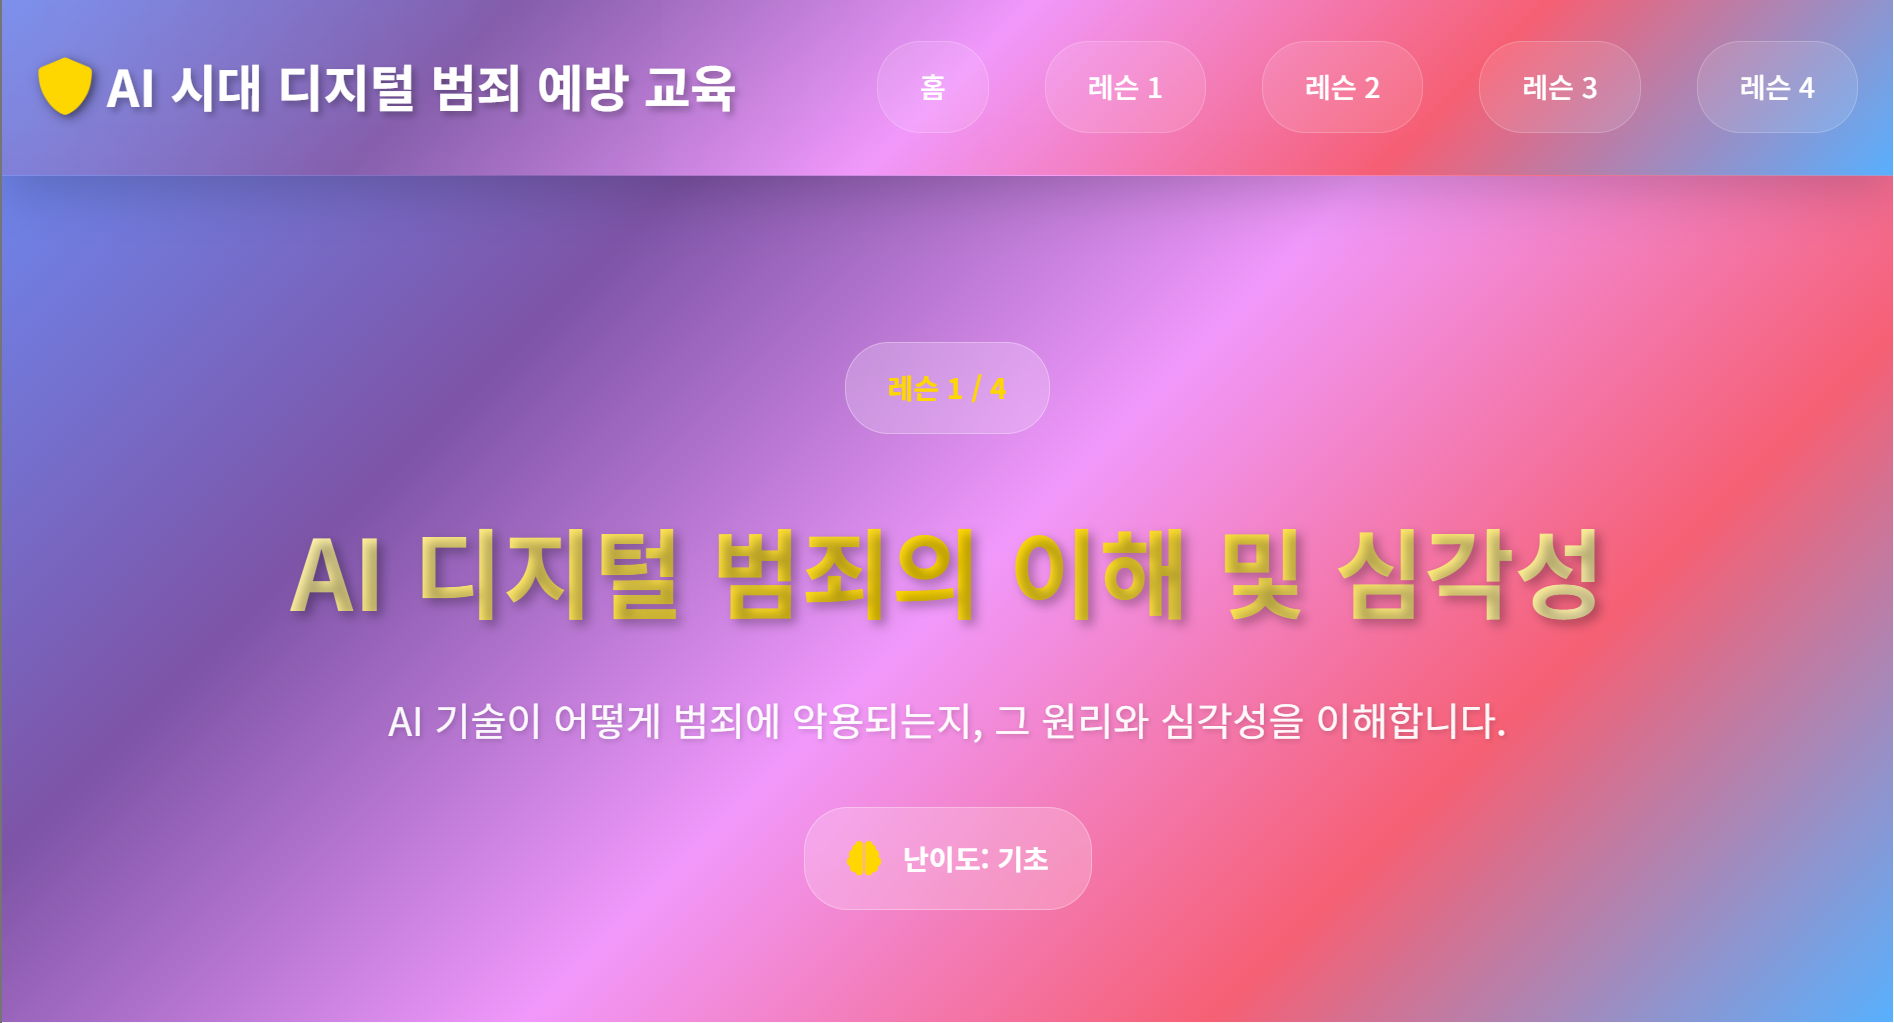 AI 시대 디지털 범죄 예방 교육
홈
레슨 1
레슨 2
레슨 3
레슨 4
레슨 1 / 4
AI 디지털 범죄의 이해 및 심각성
AI 기술이 어떻게 범죄에 악용되는지, 그 원리와 심각성을 이해합니다.
난이도: 기초